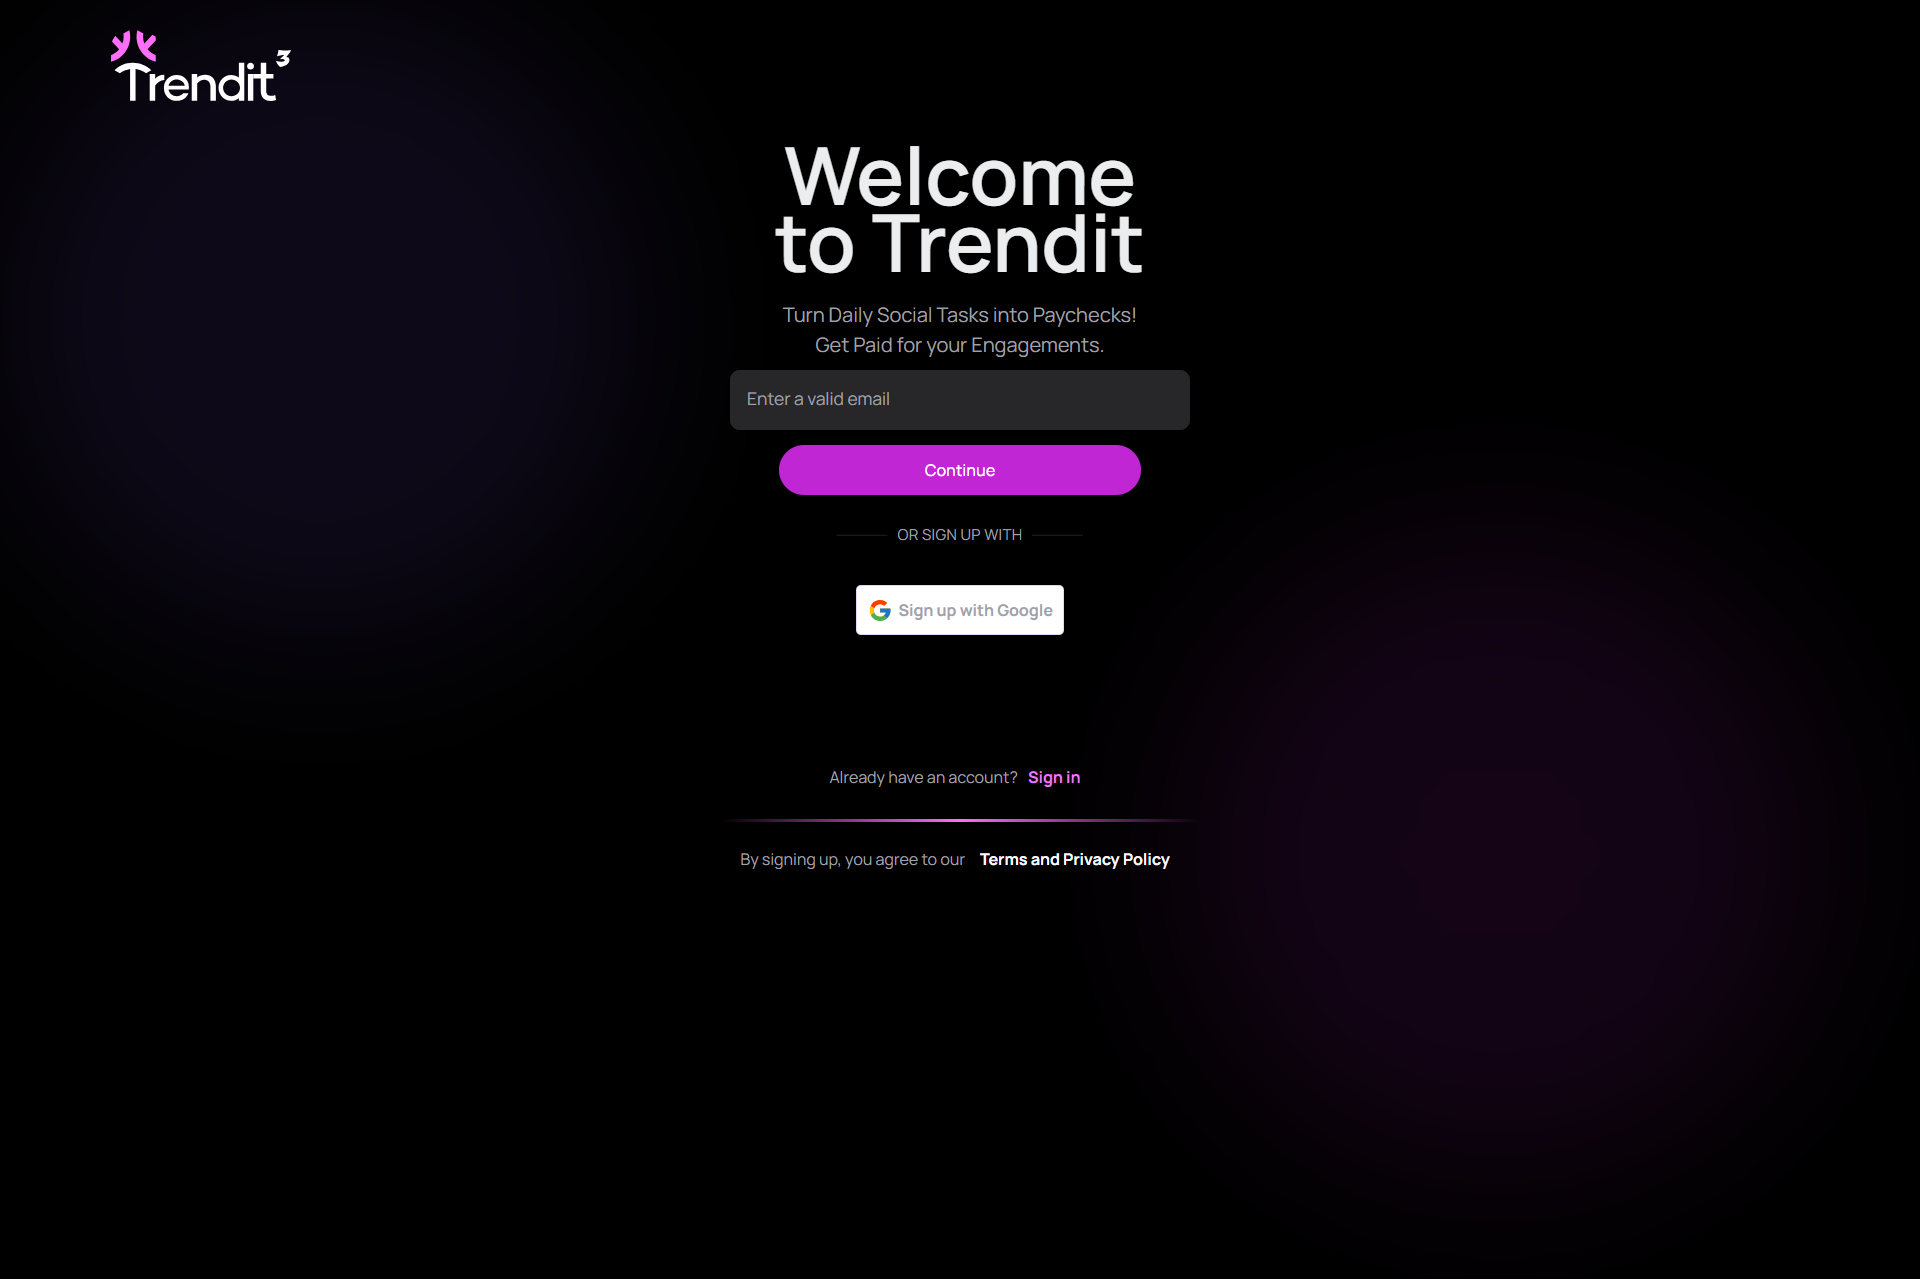 Trendit³
Welcome
to Trendit
Turn Daily Social Tasks into Paychecks!
Get Paid for your Engagements.
Enter a valid email
Continue
OR SIGN UP WITH
Sign up with Google
Already have an account? Sign in
By signing up, you agree to our Terms and Privacy Policy